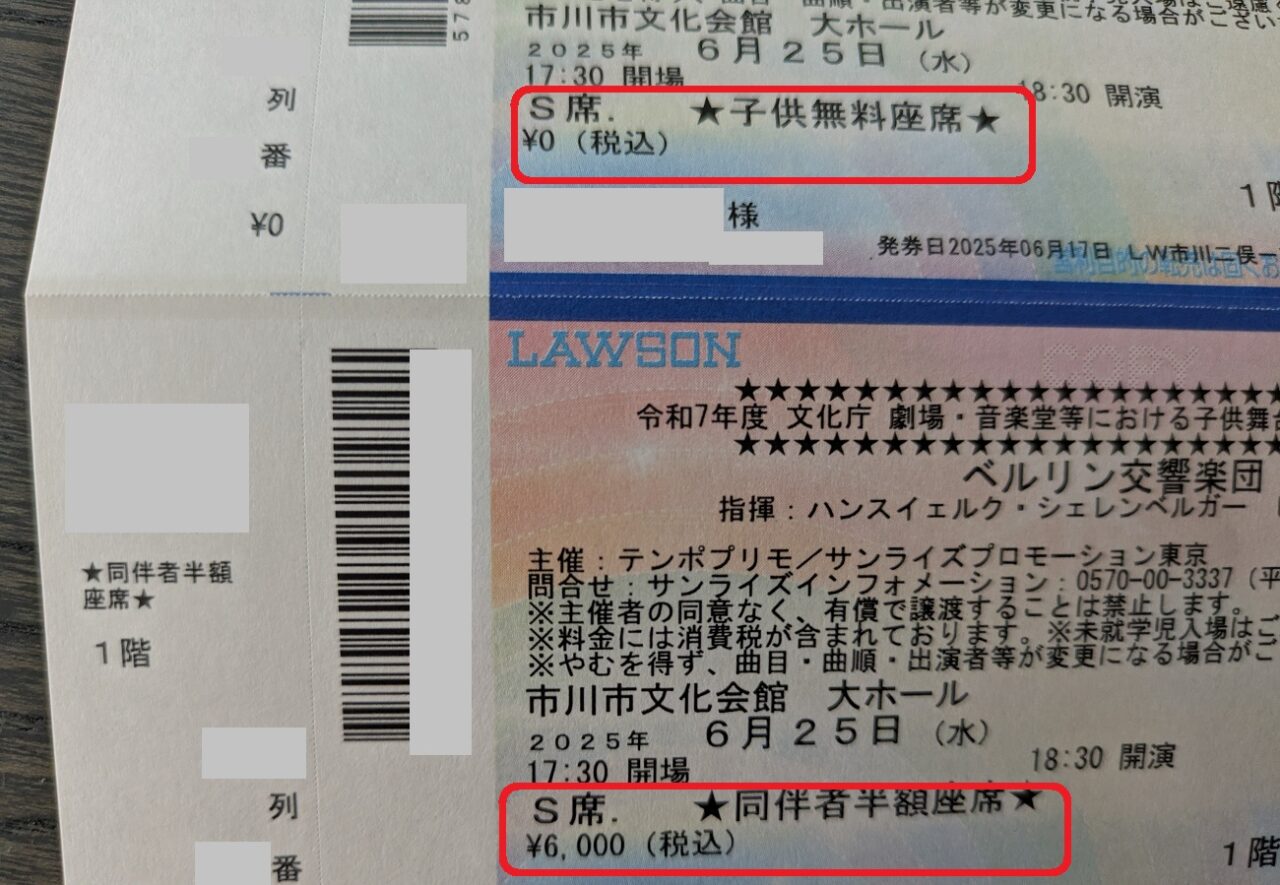 578
市川市文化会館 大ホール
2025年 6月25日 (水)
17:30 開場 18:30 開演
S席. ★子供無料座席★
¥0 (税込)
列
番
¥0
1階
様
発券日2025年06月17日 LW市川二俣一
LAWSON
★★★★★★★★★★★★★★★★★★★
令和7年度 文化庁 劇場・音楽堂等における子供舞台
★★★★★★★★★★★★★★★★★★★
ベルリン交響楽団
指揮:ハンスイェルク・シェレンベルガー
主催:テンポプリモ/サンライズプロモーション東京
問合せ:サンライズインフォメーション:0570-00-3337 (平
※主催者の同意なく、有償で譲渡することは禁止します。
※料金には消費税が含まれております。※未就学児入場はご
※やむを得ず、曲目・曲順・出演者等が変更になる場合がご
市川市文化会館 大ホール
2025年 6月25日 (水)
17:30 開場 18:30 開演
S席. ★同伴者半額座席★
¥6,000 (税込)
1階
★同伴者半額
座席★
1階
列
番